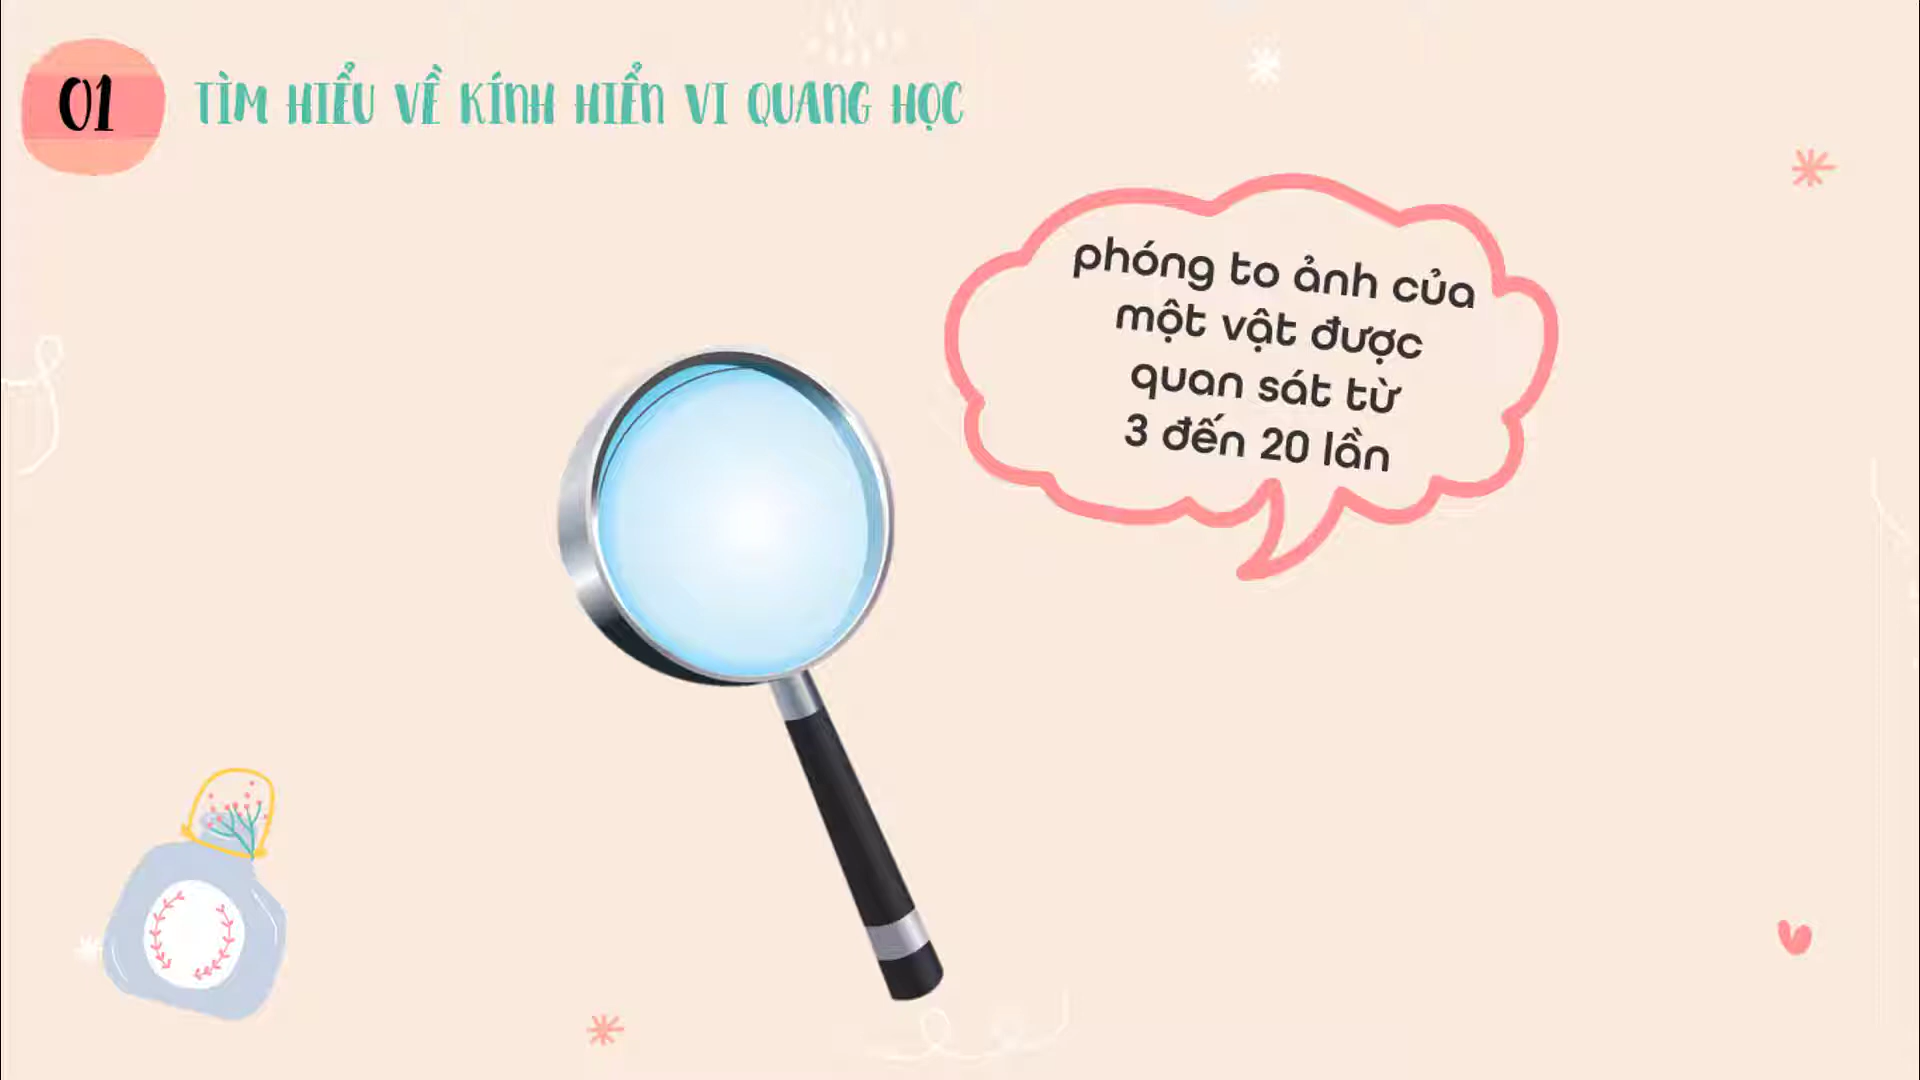 01
TÌM HIỂU VỀ KÍNH HIỂN VI QUANG HỌC
phóng to ảnh của
một vật được
quan sát từ
3 đến 20 lần